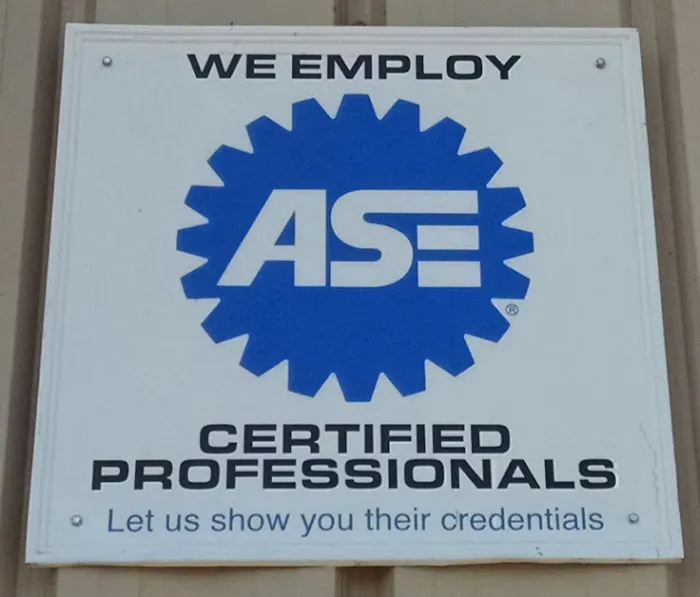 WE EMPLOY
ASE
®
CERTIFIED
PROFESSIONALS
Let us show you their credentials